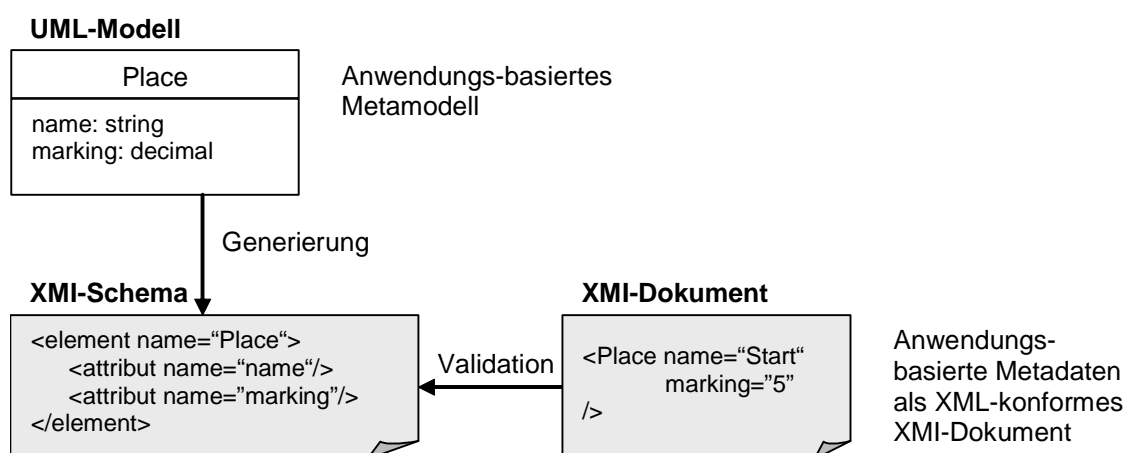 UML-Modell
Place
name: string
marking: decimal
Anwendungs-basiertes
Metamodell
Generierung
XMI-Schema
<element name=“Place“>
<attribut name=“name“/>
<attribut name=”marking”/>
</element>
Validation
XMI-Dokument
<Place name=“Start“
marking=”5”
/>
Anwendungs-
basierte Metadaten
als XML-konformes
XMI-Dokument